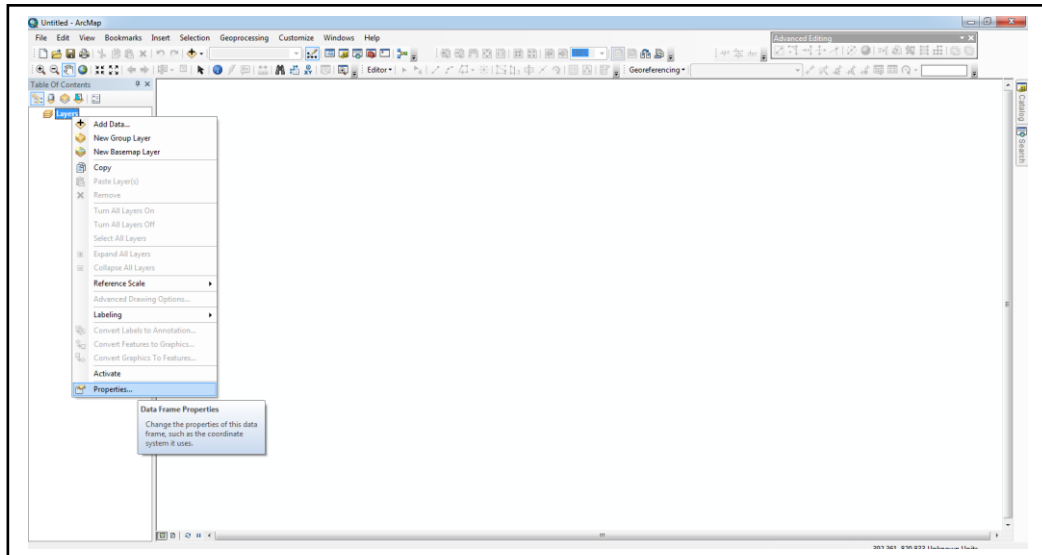 Untitled - ArcMap
File Edit View Bookmarks Insert Selection Geoprocessing Customize Windows Help
Advanced Editing
Editor
Georeferencing
Table Of Contents
Layers
Add Data...
New Group Layer
New Basemap Layer
Copy
Paste Layer(s)
Remove
Turn All Layers On
Turn All Layers Off
Select All Layers
Expand All Layers
Collapse All Layers
Reference Scale
Advanced Drawing Options...
Labeling
Convert Labels to Annotation...
Convert Features to Graphics...
Convert Graphics To Features...
Activate
Properties...
Data Frame Properties
Change the properties of this data
frame, such as the coordinate
system it uses.
Catalog
Search
Unknown Units